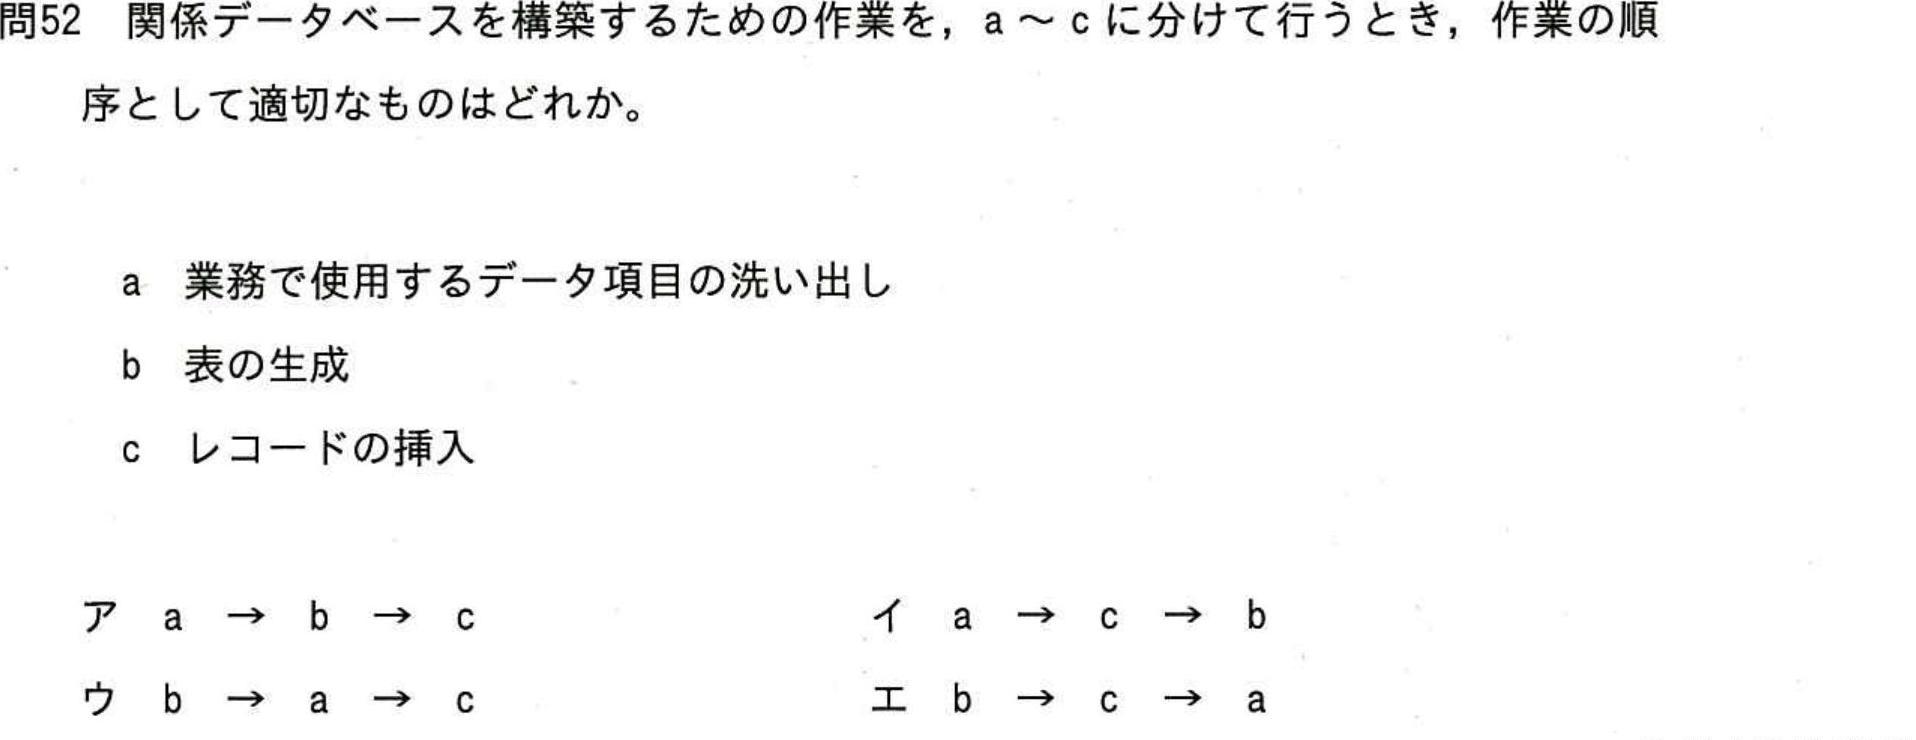 問52　関係データベースを構築するための作業を，a ～ c に分けて行うとき，作業の順
序として適切なものはどれか。
a　業務で使用するデータ項目の洗い出し
b　表の生成
c　レコードの挿入
ア　a　→　b　→　c　　イ　a　→　c　→　b
ウ　b　→　a　→　c　　エ　b　→　c　→　a